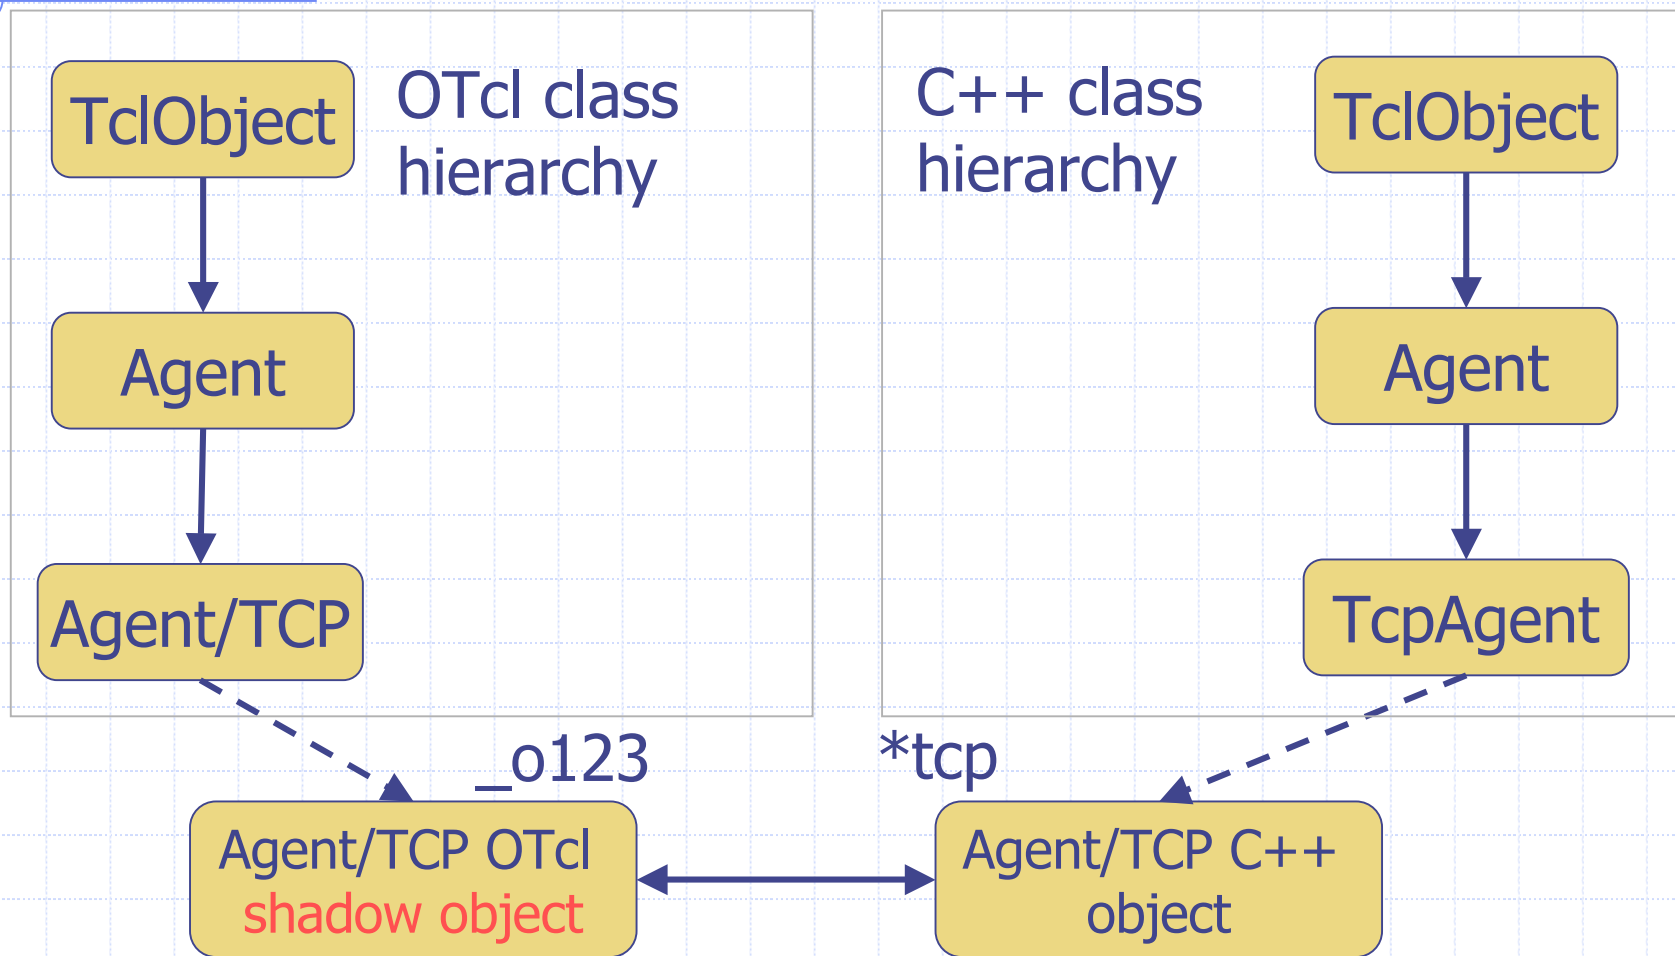 TclObject
OTcl class
hierarchy
Agent
Agent/TCP
_o123
Agent/TCP OTcl
shadow object
C++ class
hierarchy
TclObject
Agent
TcpAgent
*tcp
Agent/TCP C++
object